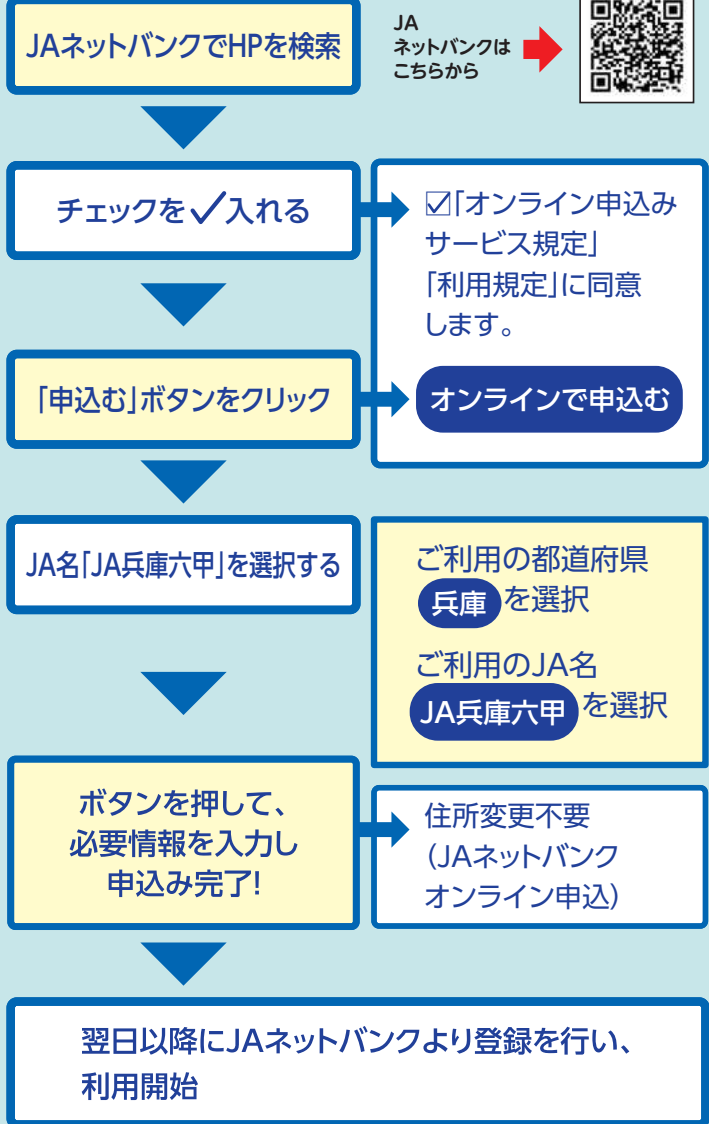 JAネットバンクでHPを検索
JA
ネットバンクは
こちらから
チェックを✓入れる
☑「オンライン申込み
サービス規定」
「利用規定」に同意
します。
「申込む」ボタンをクリック
オンラインで申込む
JA名「JA兵庫六甲」を選択する
ご利用の都道府県
兵庫 を選択
ご利用のJA名
JA兵庫六甲 を選択
ボタンを押して、
必要情報を入力し
申込み完了!
住所変更不要
(JAネットバンク
オンライン申込)
翌日以降にJAネットバンクより登録を行い、
利用開始